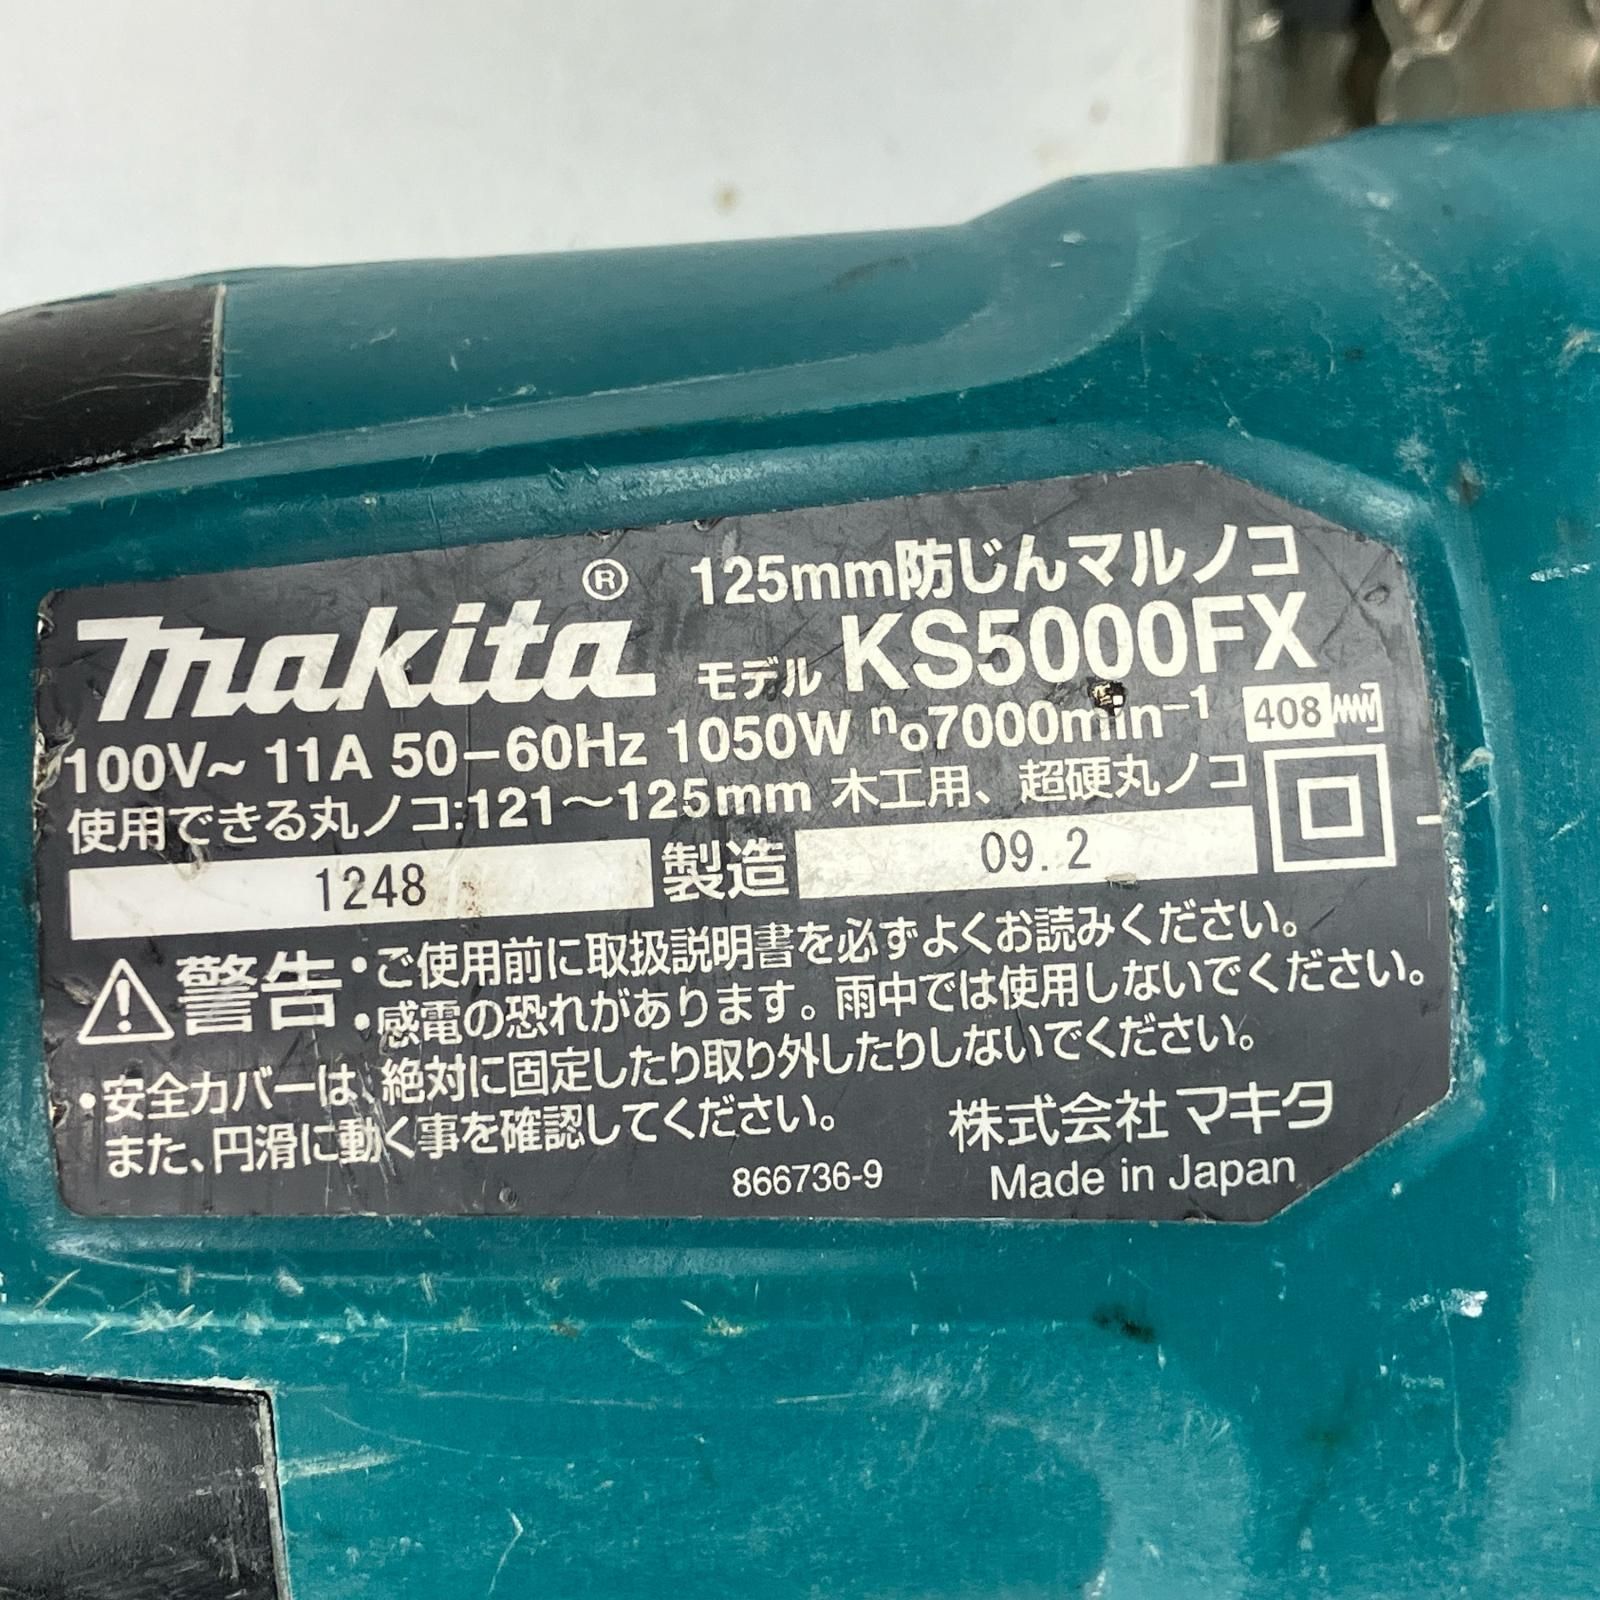 makita® 125mm防じんマルノコ
モデル KS5000FX
100V~ 11A 50–60Hz 1050W n₀7000min⁻¹ 408
使用できる丸ノコ:121～125mm 木工用、超硬丸ノコ
1248 製造 09.2
警告 ・ご使用前に取扱説明書を必ずよくお読みください。
・感電の恐れがあります。雨中では使用しないでください。
・安全カバーは、絶対に固定したり取り外したりしないでください。
また、円滑に動く事を確認してください。
株式会社マキタ
866736-9 Made in Japan